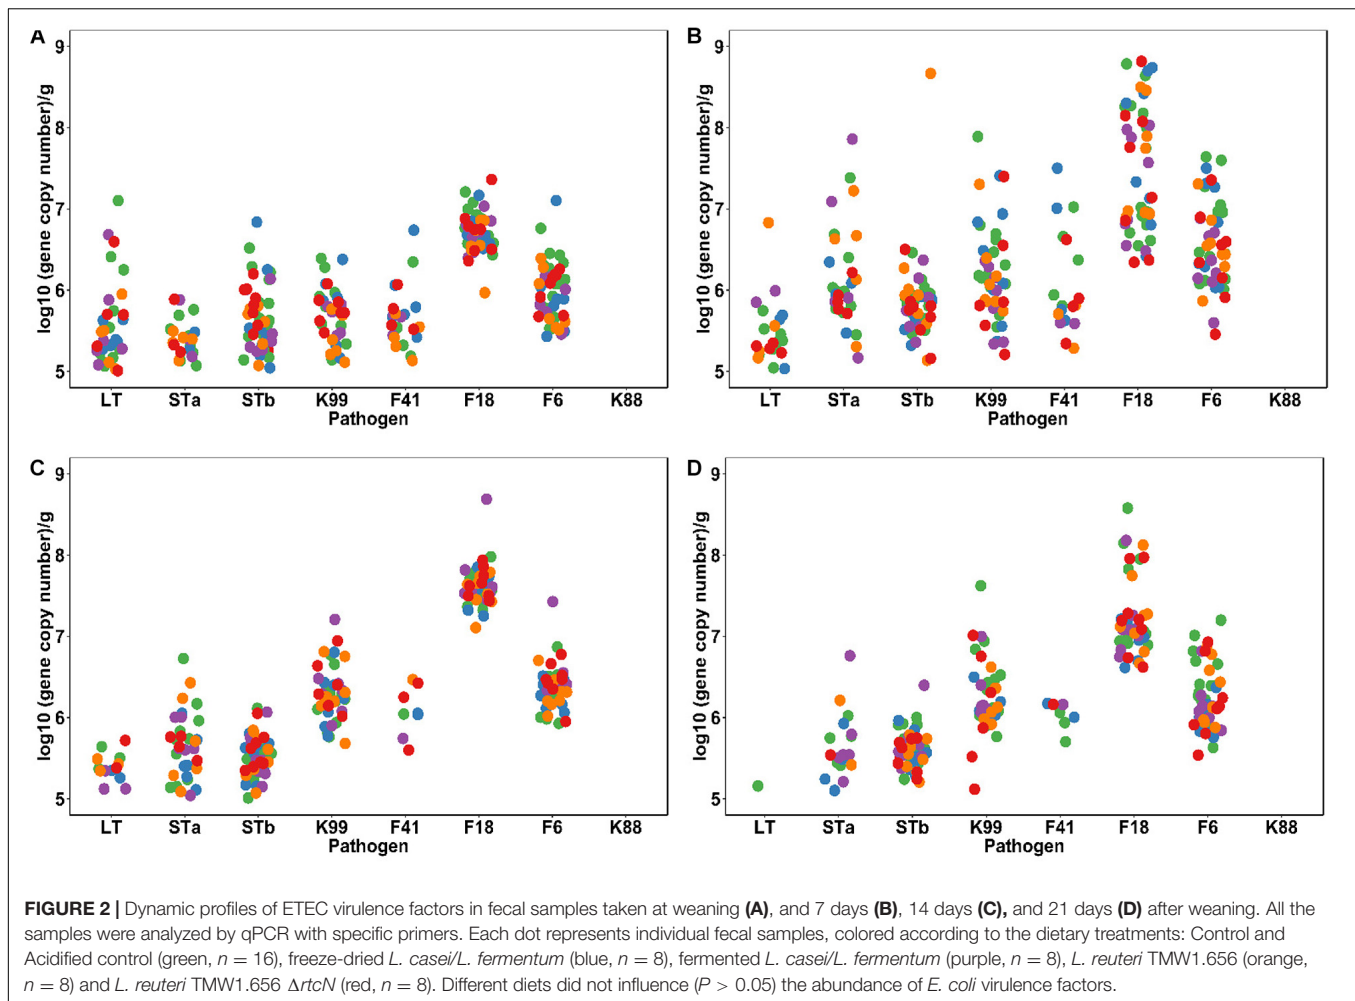 A
B
9
8
7
6
5
log10 (gene copy number)/g
LT STa STb K99 F41 F18 F6 K88
Pathogen
9
8
7
6
5
log10 (gene copy number)/g
LT STa STb K99 F41 F18 F6 K88
Pathogen
C
D
9
8
7
6
5
log10 (gene copy number)/g
LT STa STb K99 F41 F18 F6 K88
Pathogen
9
8
7
6
5
log10 (gene copy number)/g
LT STa STb K99 F41 F18 F6 K88
Pathogen
FIGURE 2 | Dynamic profiles of ETEC virulence factors in fecal samples taken at weaning (A), and 7 days (B), 14 days (C), and 21 days (D) after weaning. All the
samples were analyzed by qPCR with specific primers. Each dot represents individual fecal samples, colored according to the dietary treatments: Control and
Acidified control (green, n = 16), freeze-dried L. casei/L. fermentum (blue, n = 8), fermented L. casei/L. fermentum (purple, n = 8), L. reuteri TMW1.656 (orange,
n = 8) and L. reuteri TMW1.656 ΔrtcN (red, n = 8). Different diets did not influence (P > 0.05) the abundance of E. coli virulence factors.